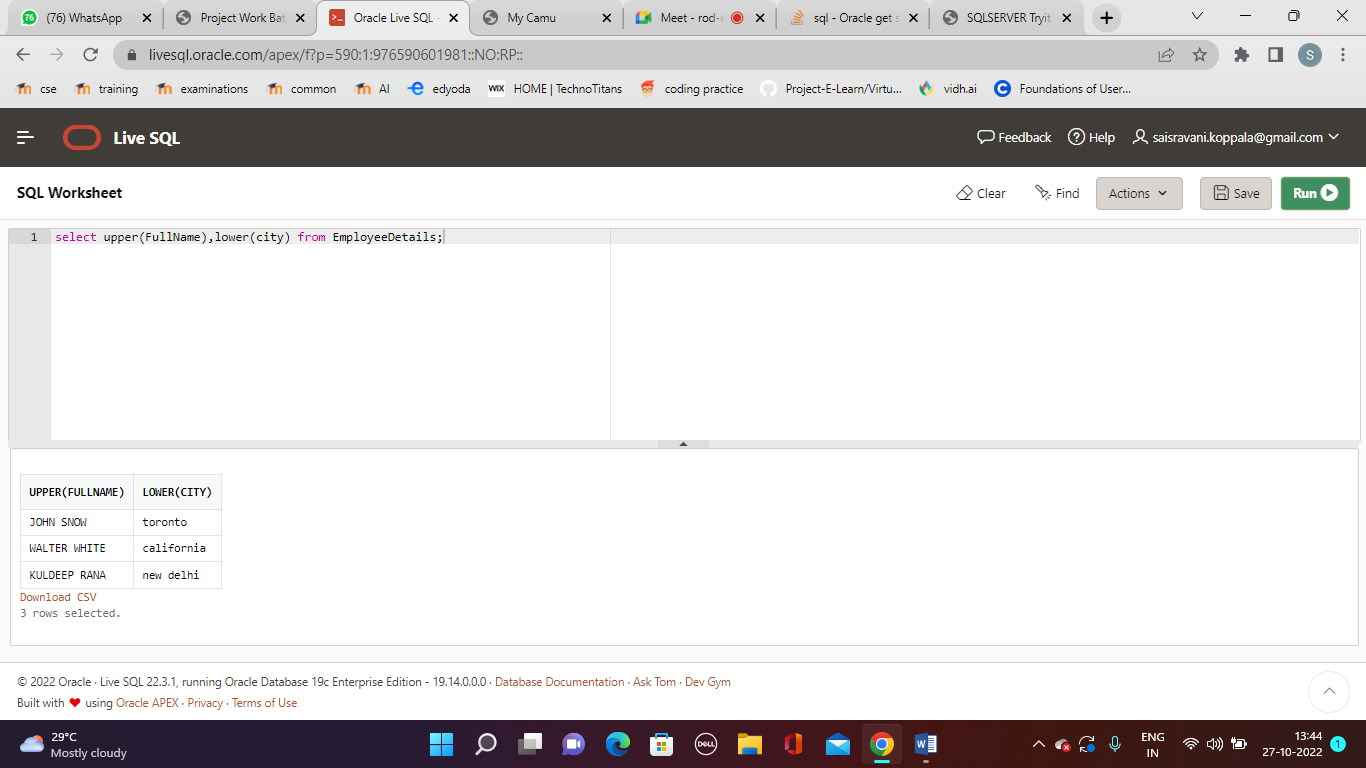 (76) WhatsApp
Project Work Bat
Oracle Live SQL
My Camu
Meet - rod-
sql - Oracle get s
SQLSERVER Tryit
livesql.oracle.com/apex/f?p=590:1:976590601981::NO:RP::
S
cse training examinations common AI edyoda WIX HOME | TechnoTitans coding practice Project-E-Learn/Virtu... vidh.ai Foundations of User...
Live SQL
Feedback Help saisravani.koppala@gmail.com
SQL Worksheet
Clear Find Actions Save Run
1 select upper(FullName),lower(city) from EmployeeDetails;
UPPER(FULLNAME) LOWER(CITY)
JOHN SNOW toronto
WALTER WHITE california
KULDEEP RANA new delhi
Download CSV
3 rows selected.
© 2022 Oracle · Live SQL 22.3.1, running Oracle Database 19c Enterprise Edition - 19.14.0.0.0 · Database Documentation · Ask Tom · Dev Gym
Built with ❤ using Oracle APEX · Privacy · Terms of Use
29°C
Mostly cloudy
DELL
ENG
IN
13:44
27-10-2022
1